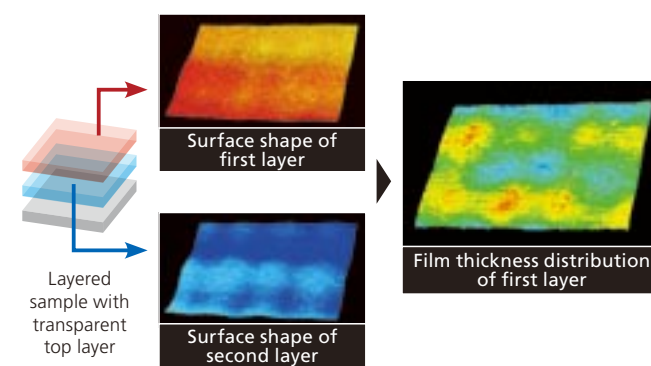 Surface shape of
first layer
Layered
sample with
transparent
top layer
Surface shape of
second layer
Film thickness distribution
of first layer